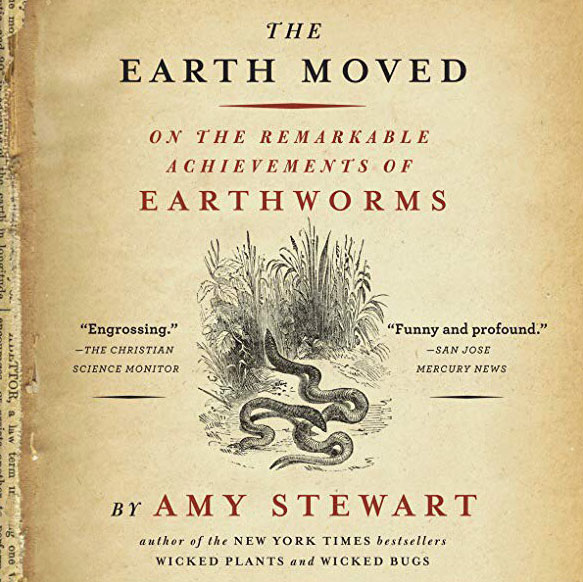 THE
EARTH MOVED
ON THE REMARKABLE
ACHIEVEMENTS OF
EARTHWORMS
“Engrossing.”
—THE CHRISTIAN
SCIENCE MONITOR
“Funny and profound.”
—SAN JOSE
MERCURY NEWS
BY AMY STEWART
author of the NEW YORK TIMES bestsellers
WICKED PLANTS and WICKED BUGS